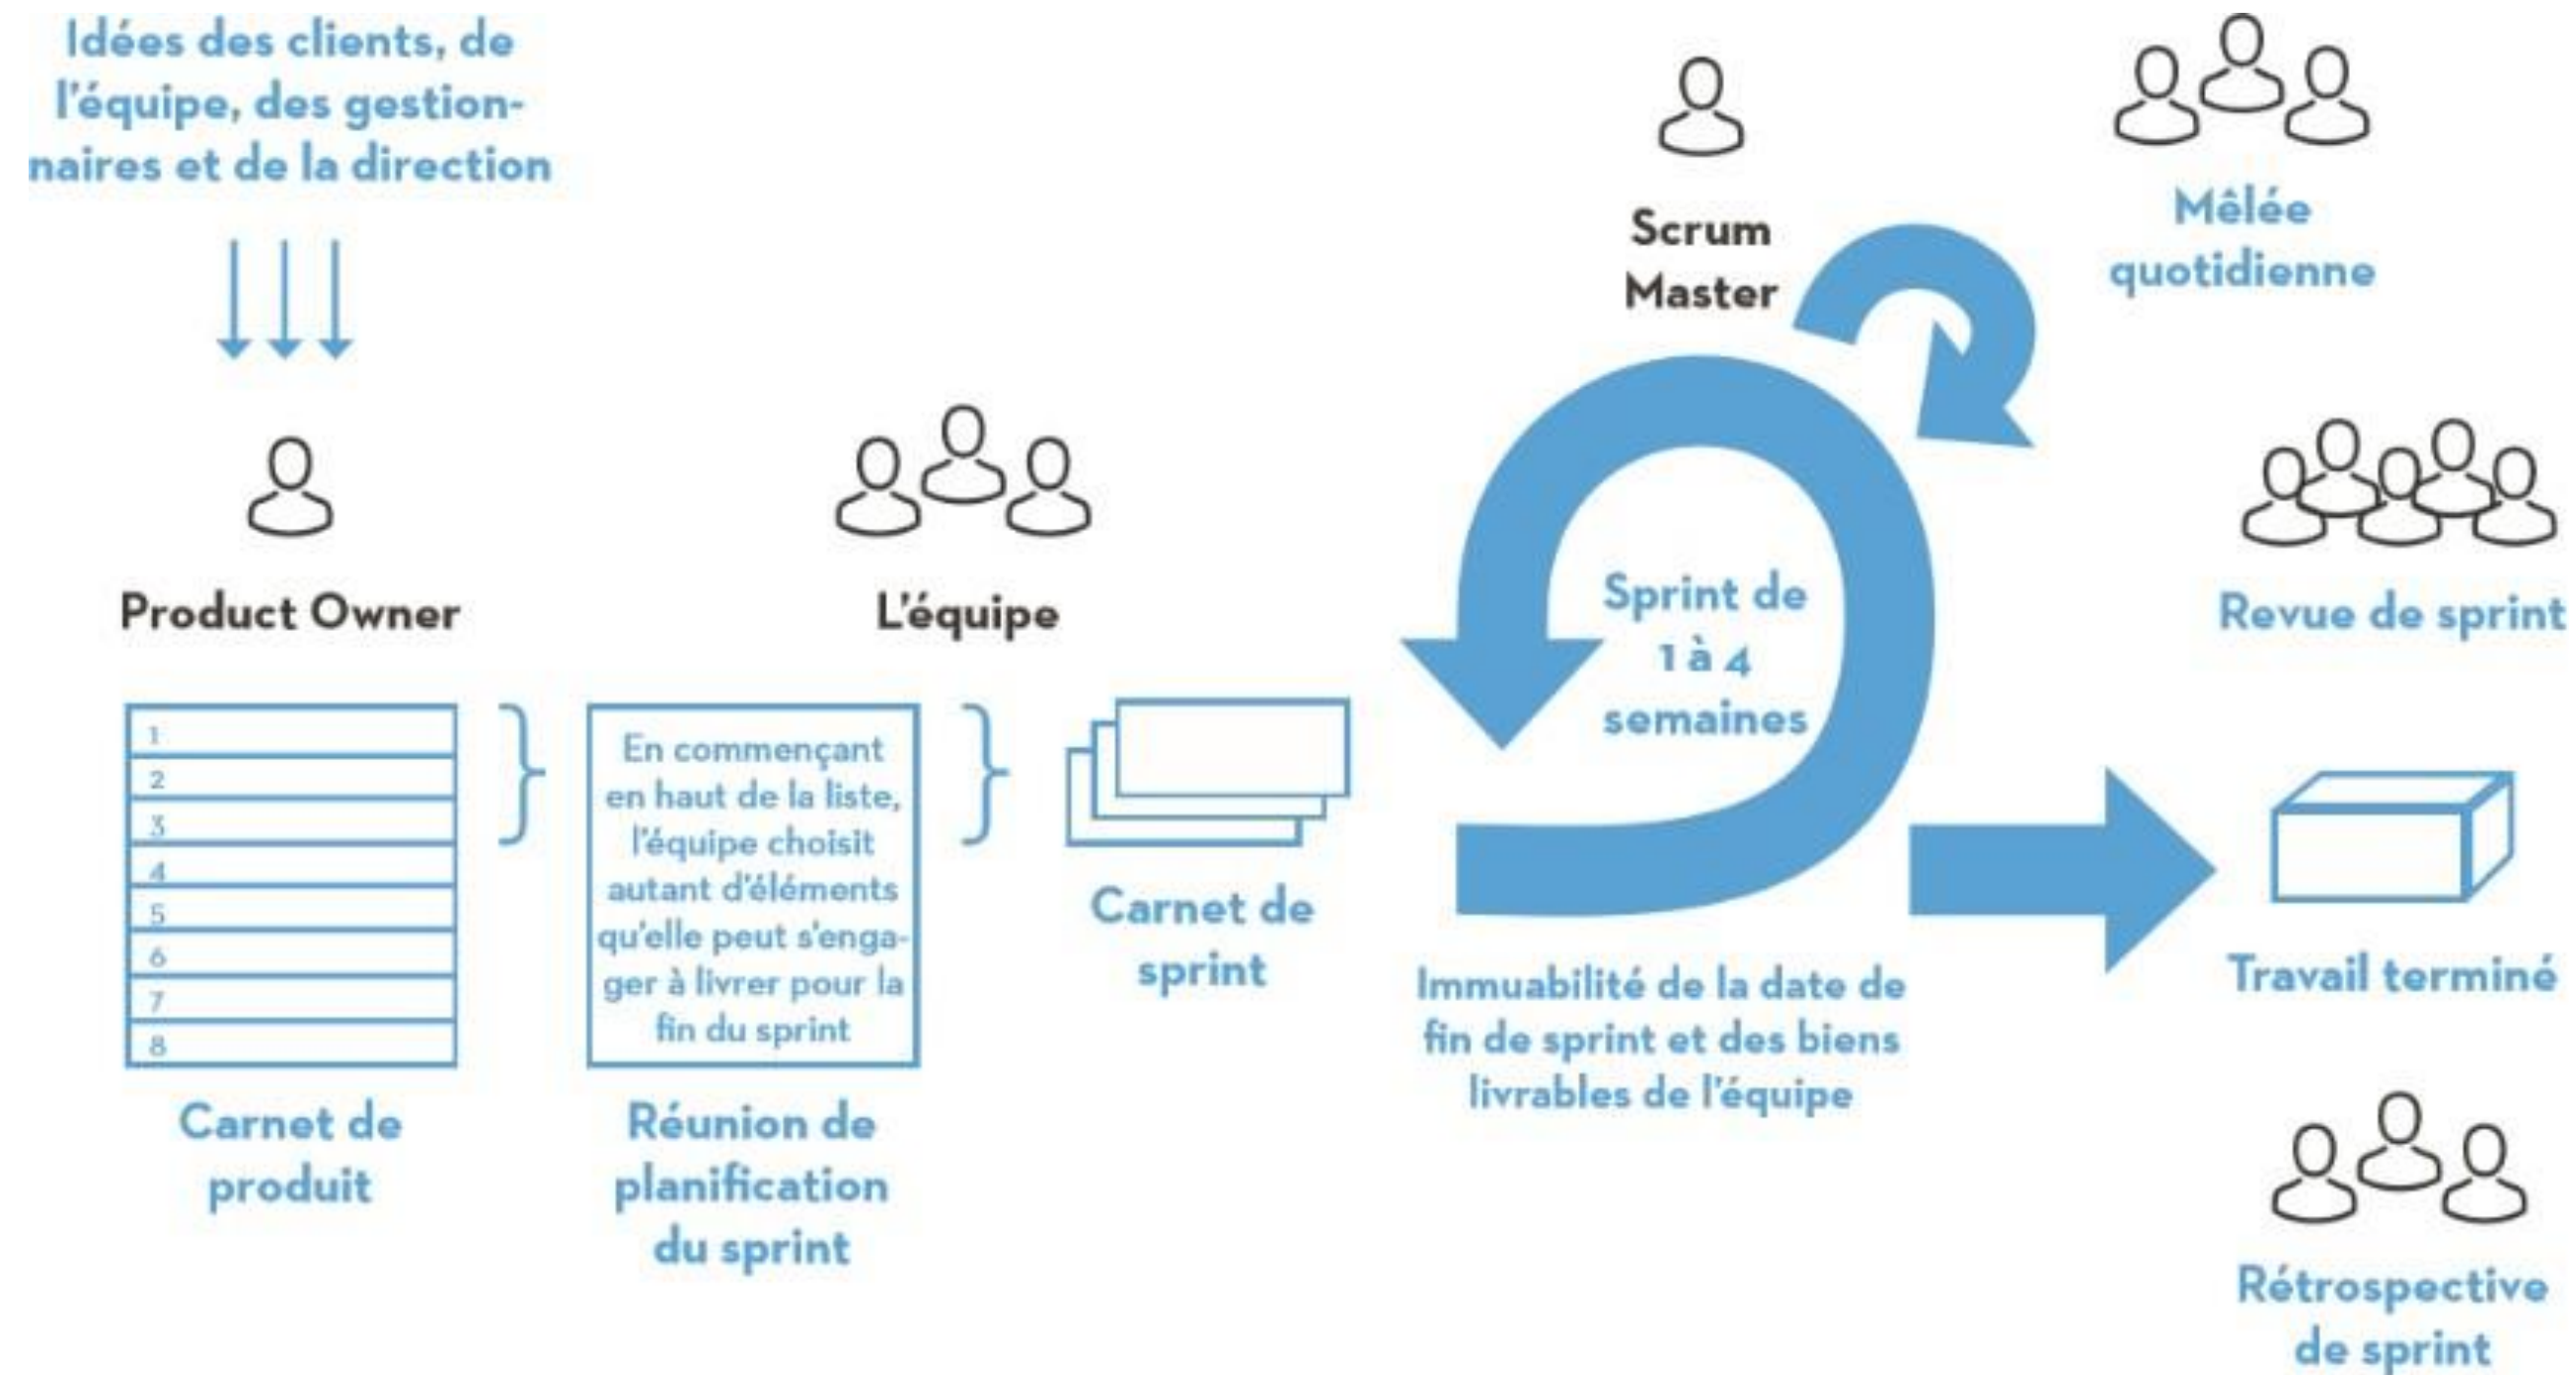 Idées des clients, de
l'équipe, des gestion-
naires et de la direction
Product Owner
L'équipe
Scrum
Master
Mêlée
quotidienne
Revue de sprint
1
2
3
4
5
6
7
8
Carnet de
produit
En commençant
en haut de la liste,
l'équipe choisit
autant d'éléments
qu'elle peut s'enga-
ger à livrer pour la
fin du sprint
Réunion de
planification
du sprint
Carnet de
sprint
Sprint de
1 à 4
semaines
Immuabilité de la date de
fin de sprint et des biens
livrables de l'équipe
Travail terminé
Rétrospective
de sprint